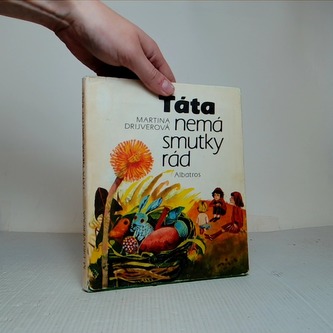 Táta
MARTINA
DRIJVEROVÁ
nemá
smutky
rád
Albatros